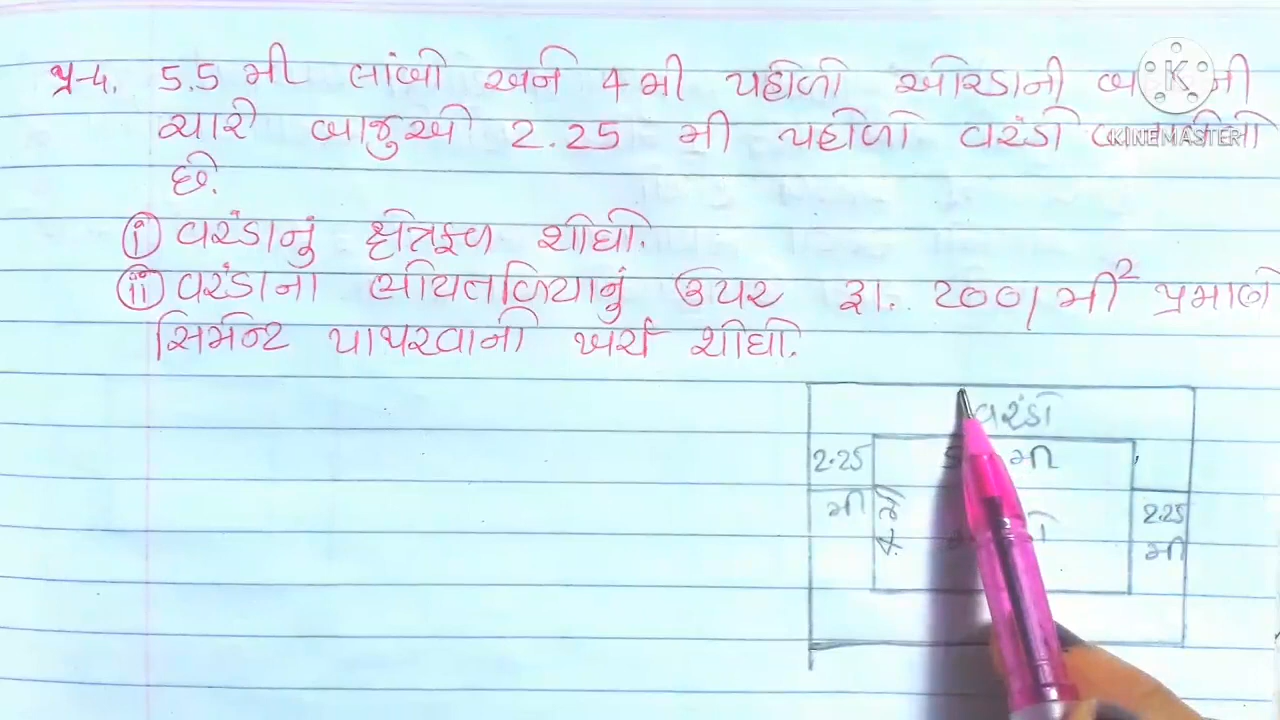 પ્ર-4. 5.5 મી લાંબો અને 4 મી પહોળો ઓરડાની
ચારે બાજુએ 2.25 મી પહોળો વરંડો
છે.
i વરંડાનું ક્ષેત્રફળ શોધો.
ii વરંડાના ભોંયતળિયાનું ઉપર રૂા. 200/મી² પ્રમાણે
સિમેન્ટ પાથરવાનો ખર્ચ શોધો.
K
KINEMASTER
વરંડો
2.25
મી
મી
4 મી
2.25
મી